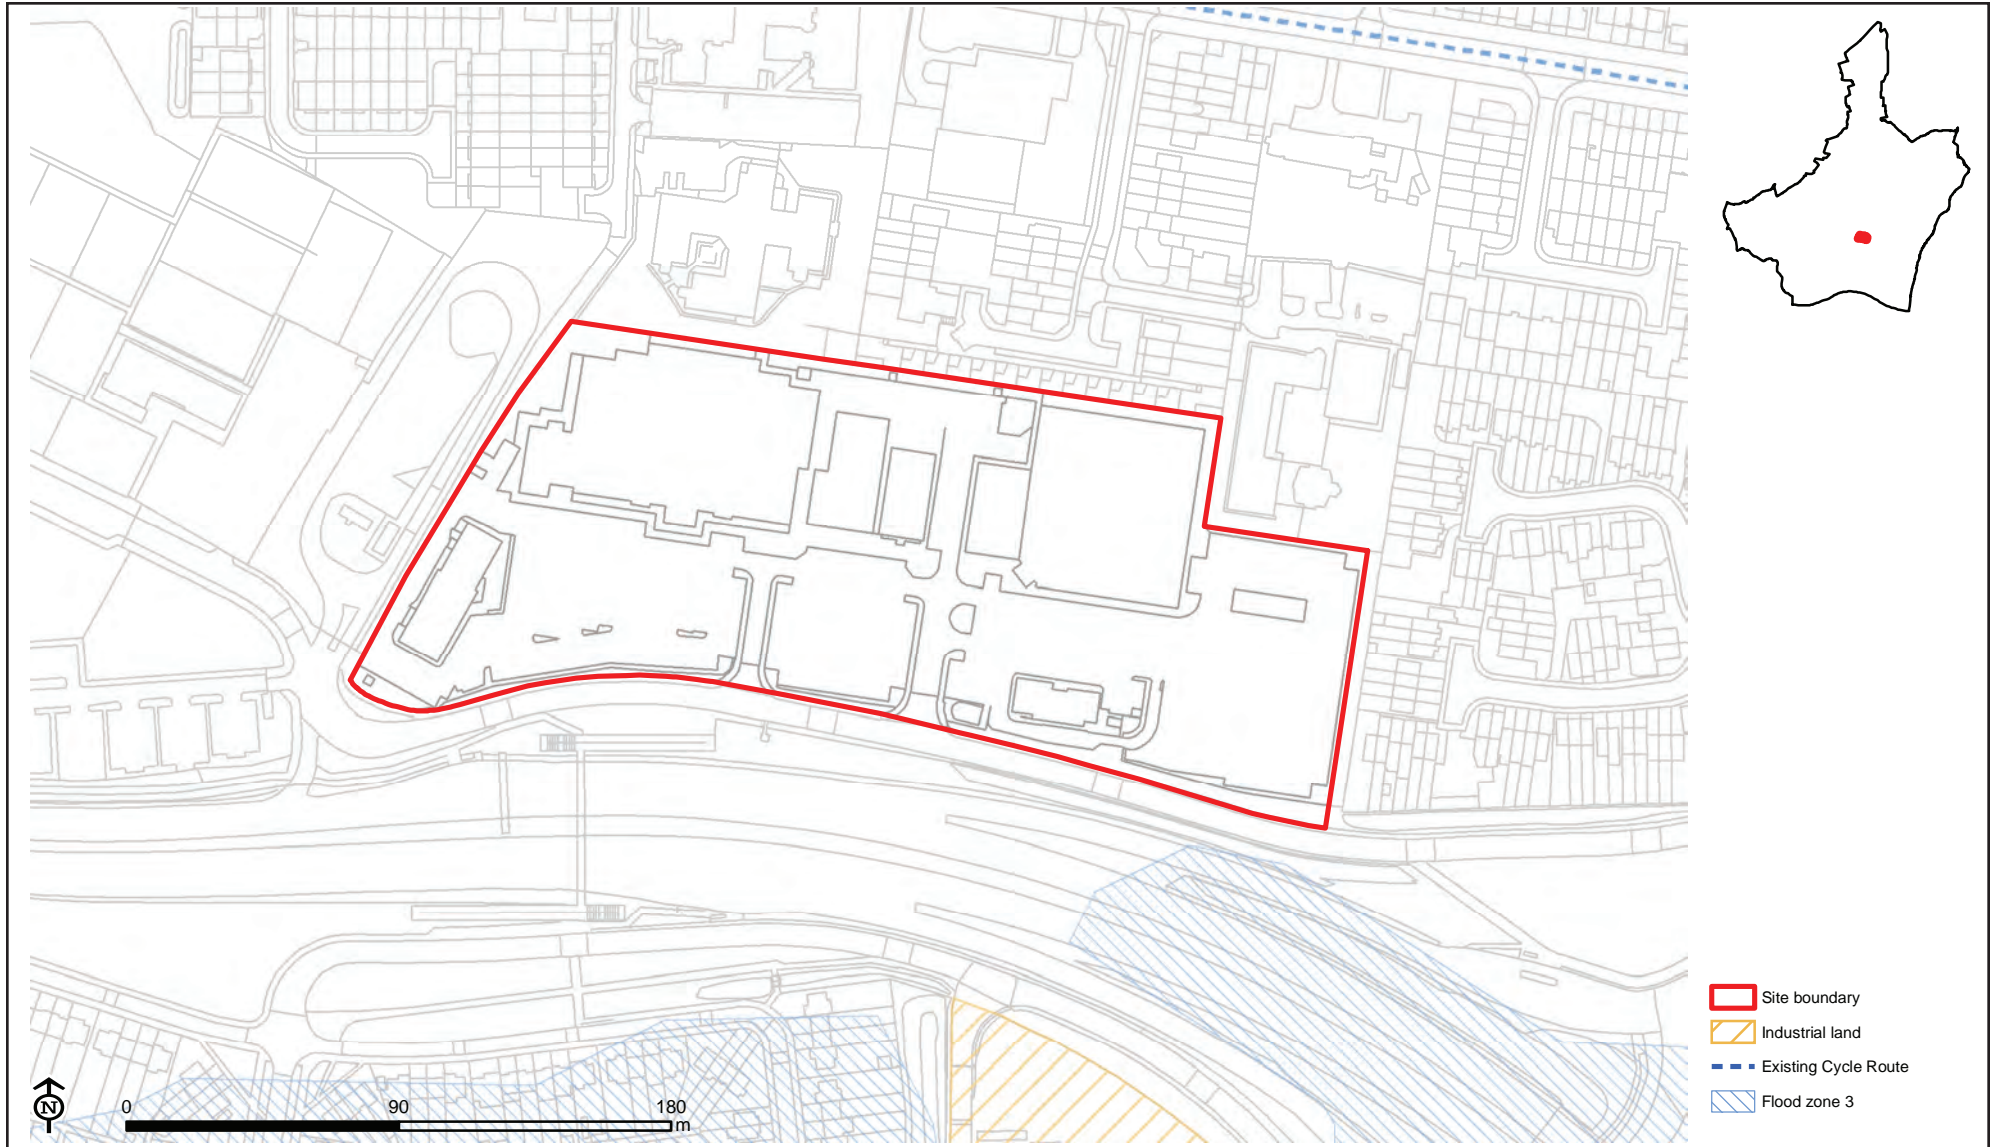 Site boundary
Industrial land
Existing Cycle Route
Flood zone 3
N
0 90 180
m